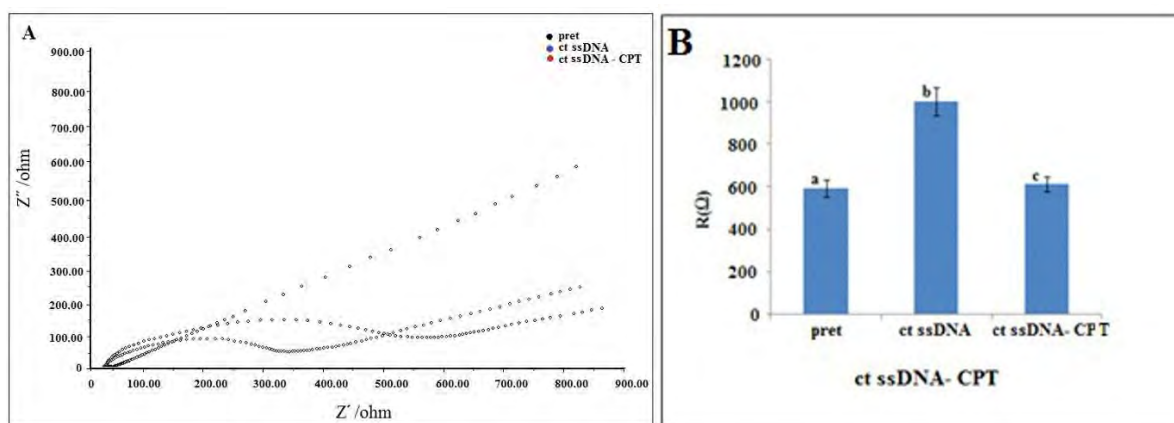 A
pret
ct ssDNA
ct ssDNA - CPT
900.00
800.00
700.00
600.00
500.00
400.00
300.00
200.00
100.00
0
Z″ /ohm
0 100.00 200.00 300.00 400.00 500.00 600.00 700.00 800.00 900.00
Z′ /ohm
B
1200
1000
800
600
400
200
0
R(Ω)
a
b
c
pret ct ssDNA ct ssDNA- CPT
ct ssDNA- CPT